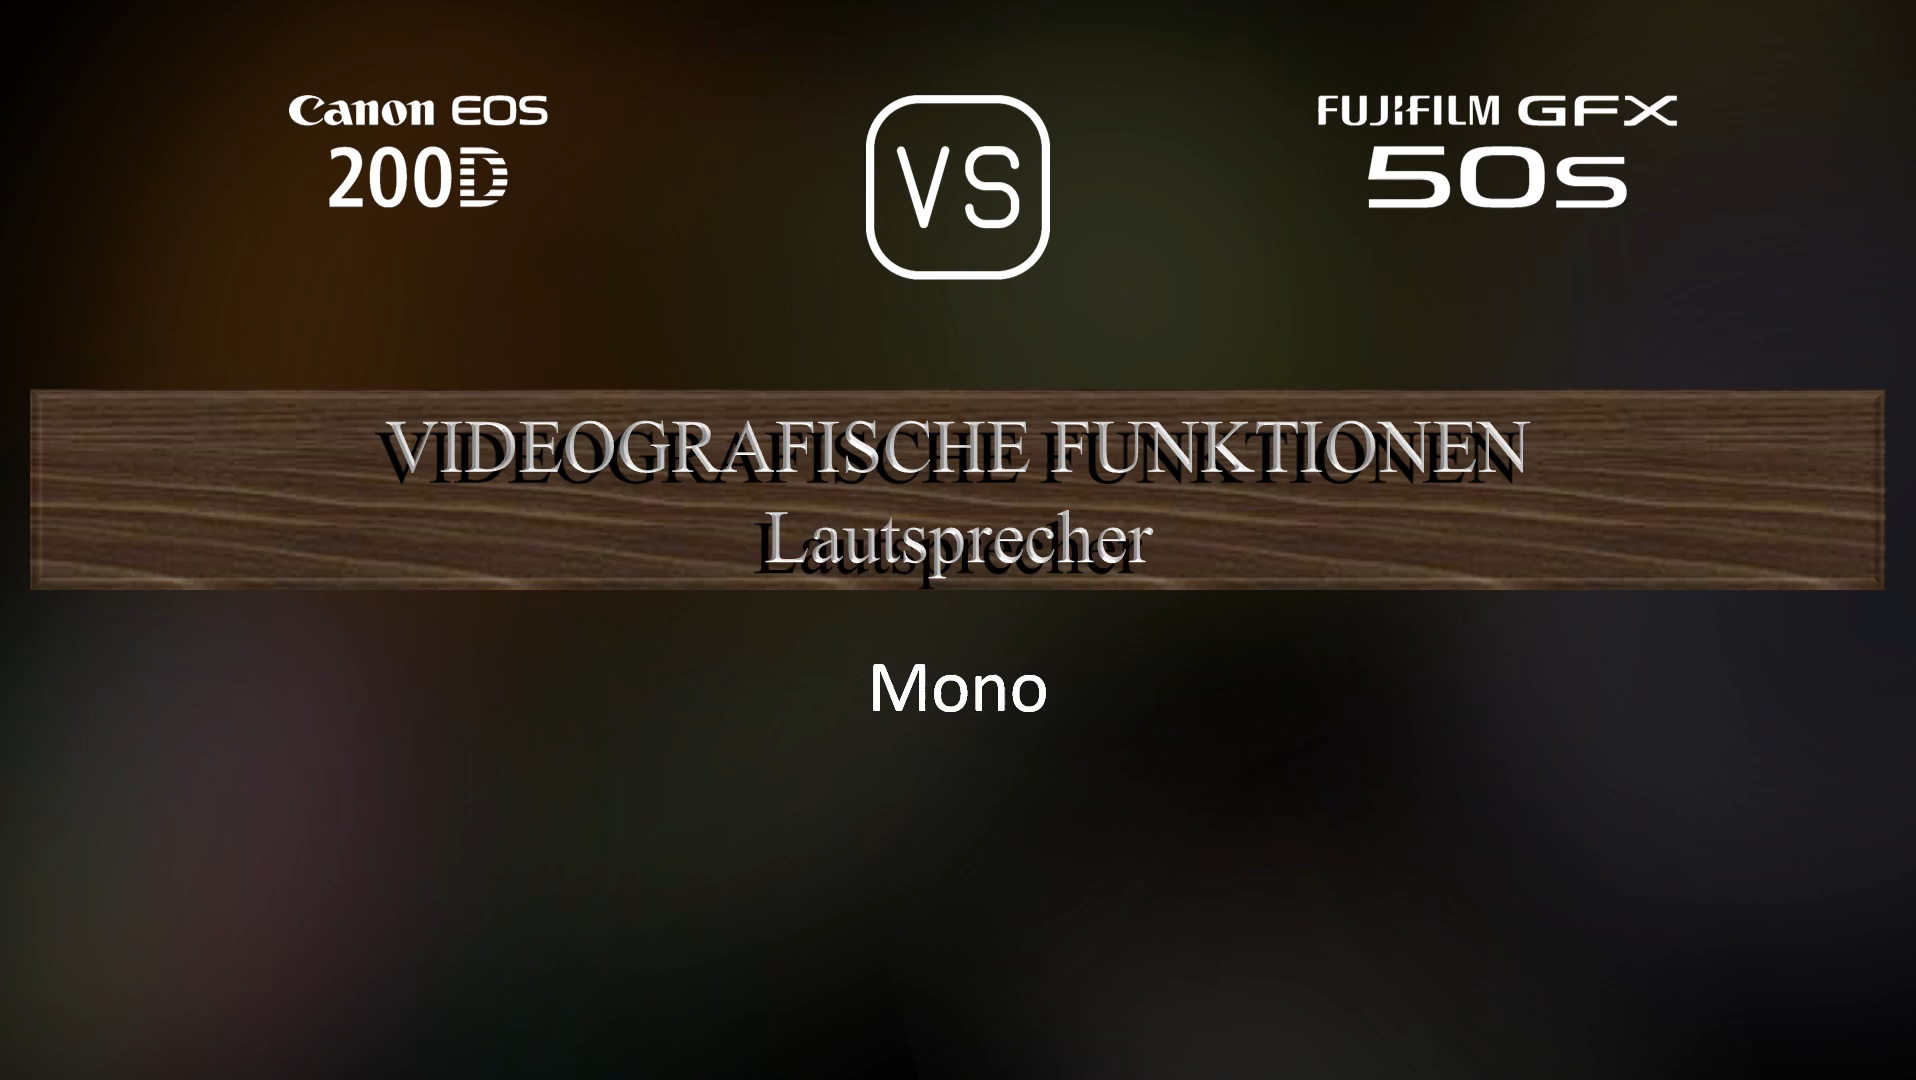 Canon EOS
200D
VS
FUJIFILM GFX
50s
VIDEOGRAFISCHE FUNKTIONEN
Lautsprecher
Mono